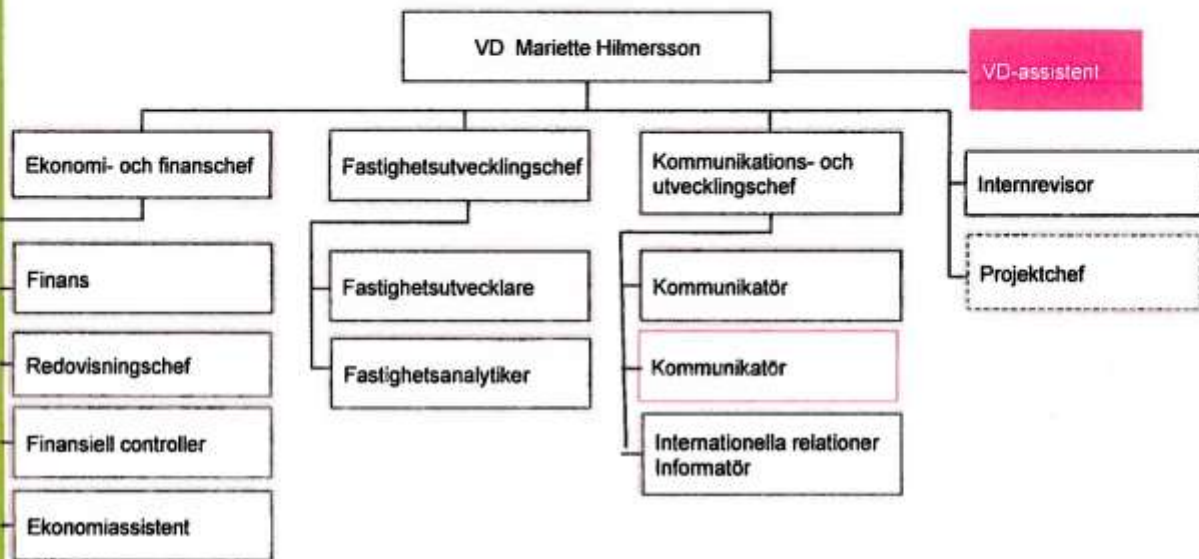 VD Mariette Hilmersson
VD-assistent
Ekonomi- och finanschef
Finans
Redovisningschef
Finansiell controller
Ekonomiassistent
Fastighetsutvecklingschef
Fastighetsutvecklare
Fastighetsanalytiker
Kommunikations- och
utvecklingschef
Kommunikatör
Kommunikatör
Internationella relationer
Informatör
Internrevisor
Projektchef